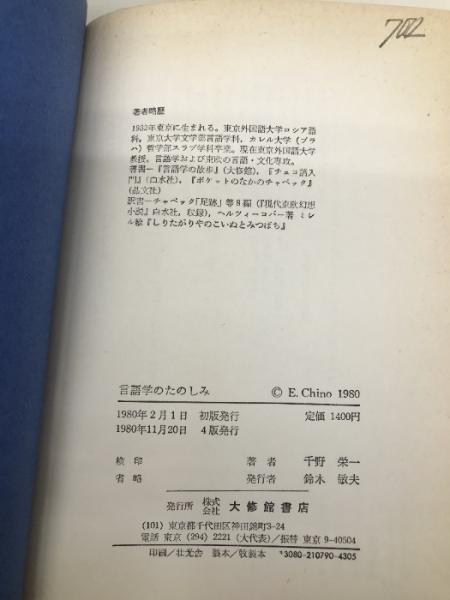 700
著者略歴
1932年東京に生まれる。東京外国語大学ロシア語
科，東京大学文学部言語学科，カレル大学（プラ
ハ）哲学部スラブ学科卒業。現在東京外国語大学
教授。言語学および東欧の言語・文化専攻。
著書―『言語学の散歩』（大修館），『チェコ語入
門』（白水社），『ポケットのなかのチャペック』
（晶文社）
訳書―チャペック「足跡」等8編（『現代東欧幻想
小説』白水社，収録），ヘルツィーコバー著 ミレ
ル絵『しりたがりやのこいぬとみつばち』
言語学のたのしみ
© E. Chino 1980
1980年2月1日 初版発行 定価 1400円
1980年11月20日 4版発行
検印 著者 千野 栄一
省略 発行者 鈴木 敏夫
発行所 株式会社 大修館書店
(101) 東京都千代田区神田錦町3-24
電話 東京 (294) 2221 (大代表)/振替 東京 9-40504
印刷/壮光舎 製本/牧製本 3080-210790-4305